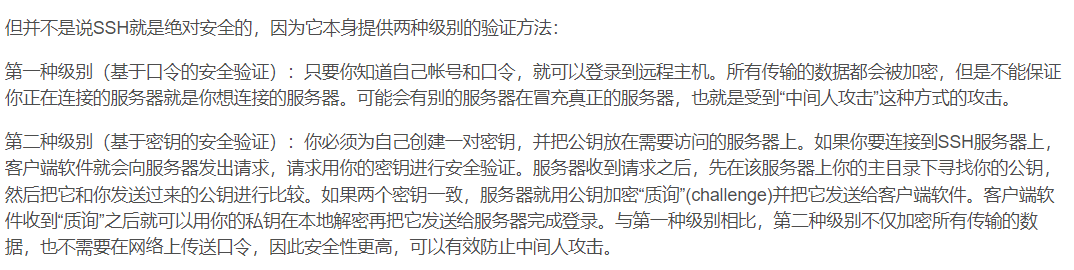 但并不是说SSH就是绝对安全的，因为它本身提供两种级别的验证方法：
第一种级别（基于口令的安全验证）：只要你知道自己帐号和口令，就可以登录到远程主机。所有传输的数据都会被加密，但是不能保证
你正在连接的服务器就是你想连接的服务器。可能会有别的服务器在冒充真正的服务器，也就是受到“中间人攻击”这种方式的攻击。
第二种级别（基于密钥的安全验证）：你必须为自己创建一对密钥，并把公钥放在需要访问的服务器上。如果你要连接到SSH服务器上，
客户端软件就会向服务器发出请求，请求用你的密钥进行安全验证。服务器收到请求之后，先在该服务器上你的主目录下寻找你的公钥，
然后把它和你发送过来的公钥进行比较。如果两个密钥一致，服务器就用公钥加密“质询”(challenge)并把它发送给客户端软件。客户端软
件收到“质询”之后就可以用你的私钥在本地解密再把它发送给服务器完成登录。与第一种级别相比，第二种级别不仅加密所有传输的数
据，也不需要在网络上传送口令，因此安全性更高，可以有效防止中间人攻击。